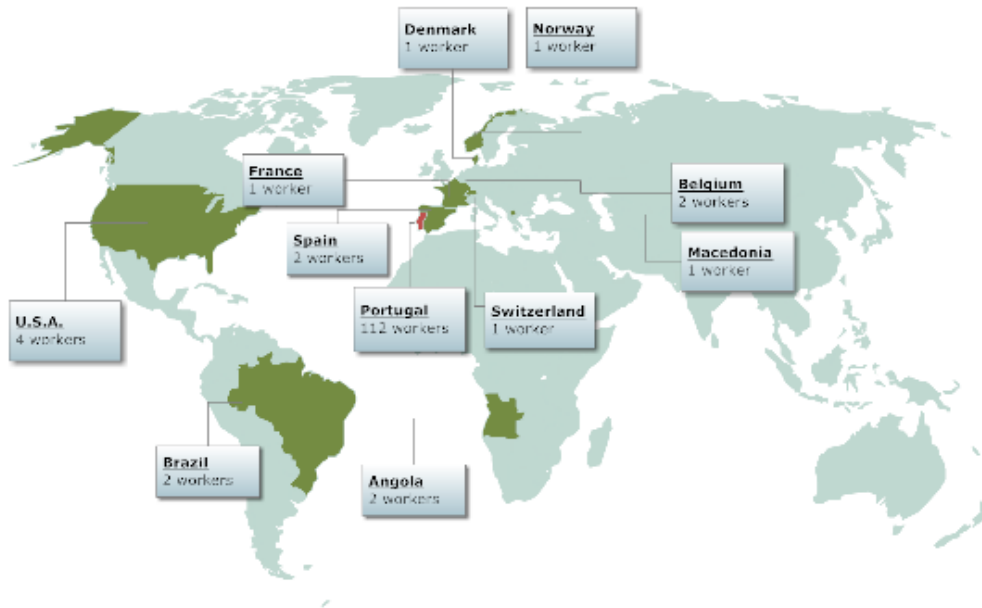 Denmark
1 worker
Norway
1 worker
France
1 worker
Belgium
2 workers
Spain
2 workers
Macedonia
1 worker
Portugal
112 workers
Switzerland
1 worker
U.S.A.
4 workers
Brazil
2 workers
Angola
2 workers